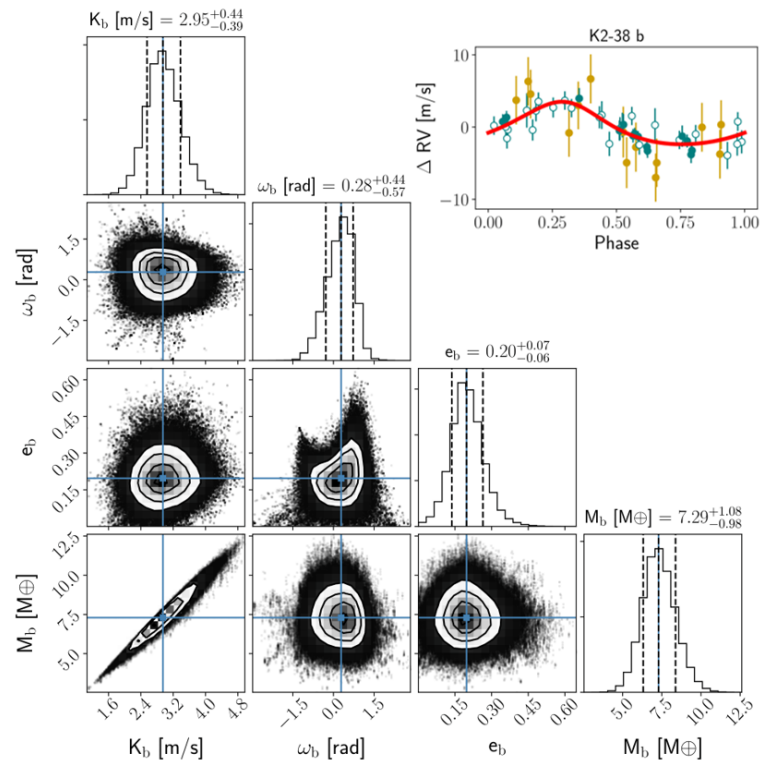 K_b [m/s] = 2.95^{+0.44}_{-0.39}
K2-38 b
10
0
−10
Δ RV [m/s]
0.00 0.25 0.50 0.75 1.00
Phase
ω_b [rad] = 0.28^{+0.44}_{-0.57}
1.5
0.0
−1.5
ω_b [rad]
e_b = 0.20^{+0.07}_{-0.06}
0.60
0.45
0.30
0.15
e_b
M_b [M⊕] = 7.29^{+1.08}_{-0.98}
12.5
10.0
7.5
5.0
M_b [M⊕]
1.6 2.4 3.2 4.0 4.8
−1.5 0.0 1.5
0.15 0.30 0.45 0.60
5.0 7.5 10.0 12.5
K_b [m/s]
ω_b [rad]
e_b
M_b [M⊕]